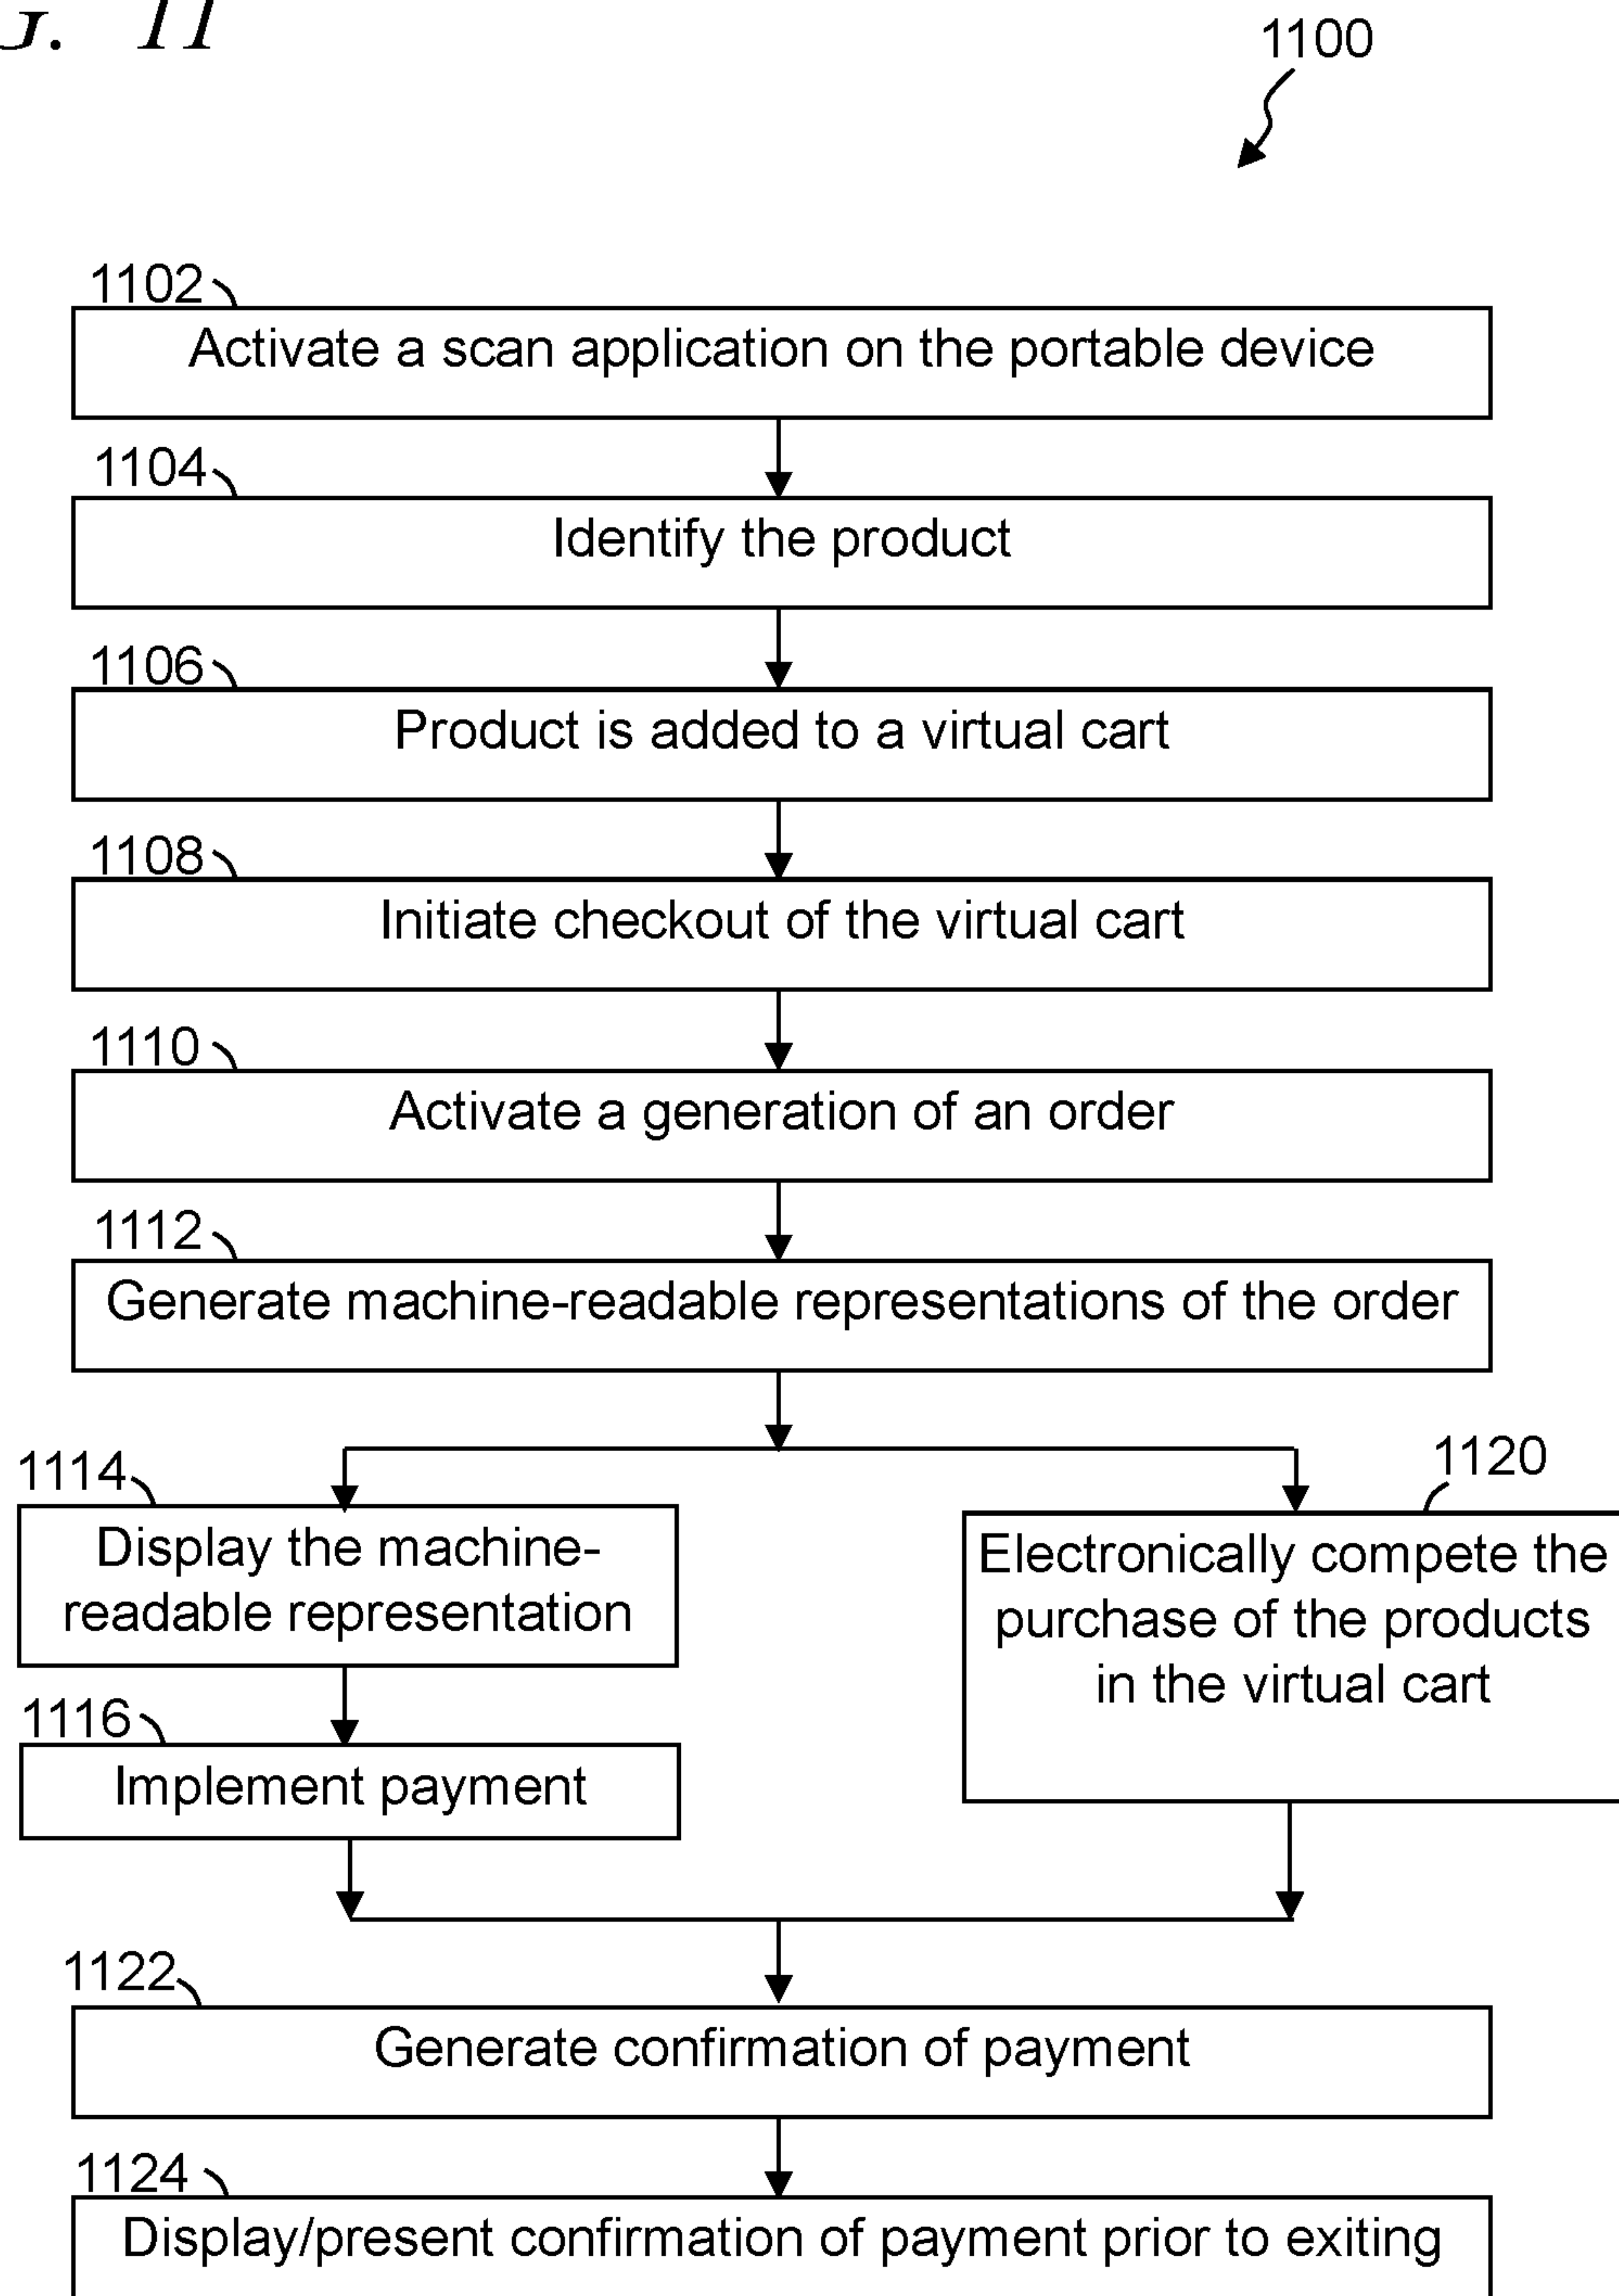 G. 11
1100
1102
Activate a scan application on the portable device
1104
Identify the product
1106
Product is added to a virtual cart
1108
Initiate checkout of the virtual cart
1110
Activate a generation of an order
1112
Generate machine-readable representations of the order
1114
Display the machine-
readable representation
1116
Implement payment
1120
Electronically compete the
purchase of the products
in the virtual cart
1122
Generate confirmation of payment
1124
Display/present confirmation of payment prior to exiting